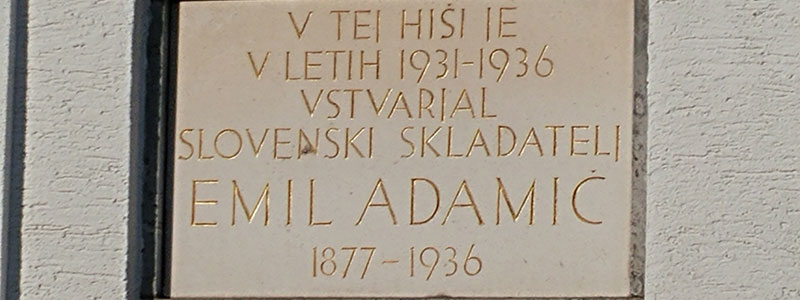 V TEJ HIŠI JE
V LETIH 1931-1936
VSTVARJAL
SLOVENSKI SKLADATELJ
EMIL ADAMIČ
1877-1936